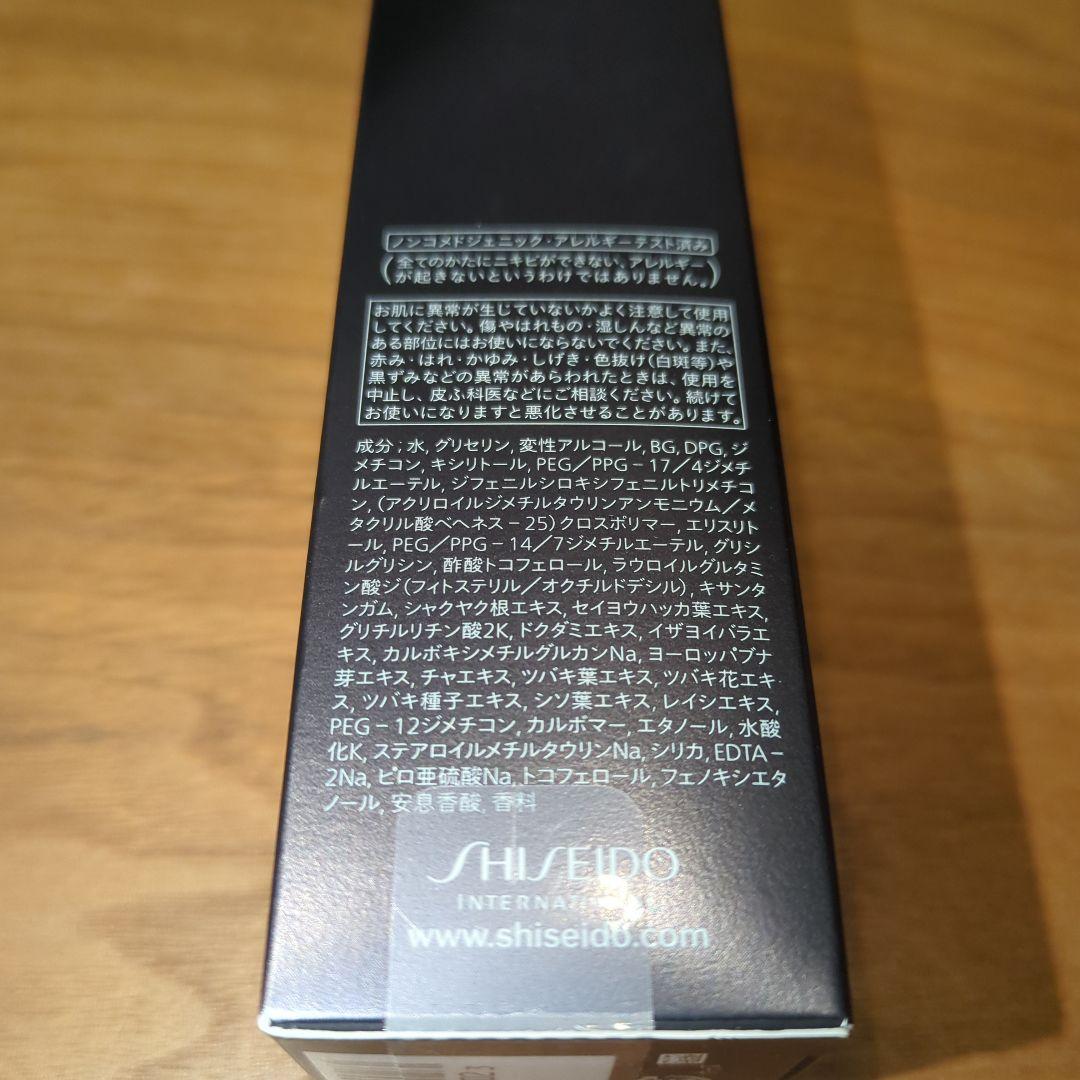 ノンコメドジェニック・アレルギーテスト済み
(全てのかたにニキビができない、アレルギー
が起きないというわけではありません。)
お肌に異常が生じていないかよく注意して使用
してください。傷やはれもの・湿しんなど異常の
ある部位にはお使いにならないでください。また、
赤み・はれ・かゆみ・しげき・色抜け(白斑等)や
黒ずみなどの異常があらわれたときは、使用を
中止し、皮ふ科医などにご相談ください。続けて
お使いになりますと悪化させることがあります。
成分;水, グリセリン, 変性アルコール, BG, DPG, ジ
メチコン, キシリトール, PEG/PPG-17/4ジメチ
ルエーテル, ジフェニルシロキシフェニルトリメチコ
ン, (アクリロイルジメチルタウリンアンモニウム/メ
タクリル酸ベヘネス-25)クロスポリマー, エリスリト
ール, PEG/PPG-14/7ジメチルエーテル, グリシ
ルグリシン, 酢酸トコフェロール, ラウロイルグルタミ
ン酸ジ(フィトステリル/オクチルドデシル), キサンタ
ンガム, シャクヤク根エキス, セイヨウハッカ葉エキス,
グリチルリチン酸2K, ドクダミエキス, イザヨイバラエ
キス, カルボキシメチルグルカンNa, ヨーロッパブナ
芽エキス, チャエキス, ツバキ葉エキス, ツバキ花エキ
ス, ツバキ種子エキス, シソ葉エキス, レイシエキス,
PEG-12ジメチコン, カルボマー, エタノール, 水酸
化K, ステアロイルメチルタウリンNa, シリカ, EDTA-
2Na, ピロ亜硫酸Na, トコフェロール, フェノキシエタ
ノール, 安息香酸, 香料
SHISEIDO
INTERNATIONAL
www.shiseido.com